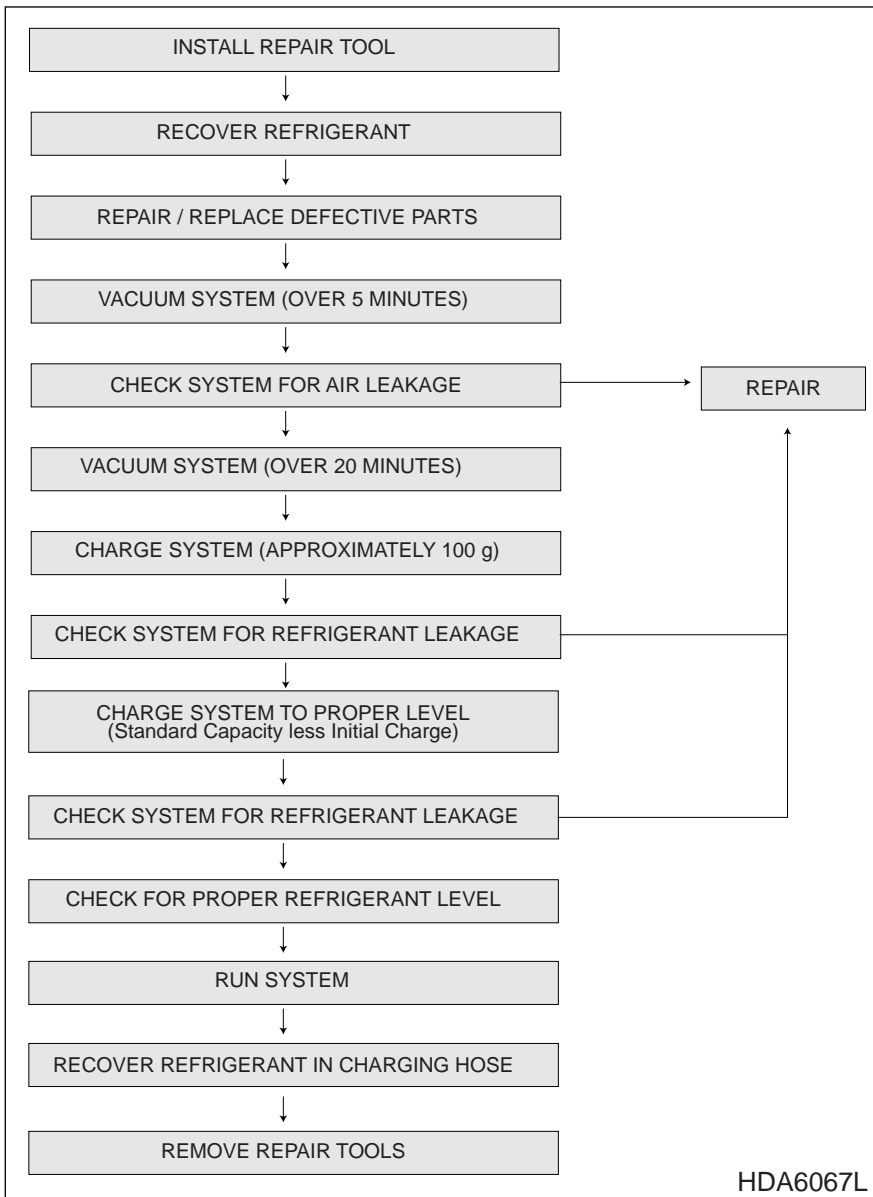 INSTALL REPAIR TOOL
RECOVER REFRIGERANT
REPAIR / REPLACE DEFECTIVE PARTS
VACUUM SYSTEM (OVER 5 MINUTES)
CHECK SYSTEM FOR AIR LEAKAGE
REPAIR
VACUUM SYSTEM (OVER 20 MINUTES)
CHARGE SYSTEM (APPROXIMATELY 100 g)
CHECK SYSTEM FOR REFRIGERANT LEAKAGE
CHARGE SYSTEM TO PROPER LEVEL
(Standard Capacity less Initial Charge)
CHECK SYSTEM FOR REFRIGERANT LEAKAGE
CHECK FOR PROPER REFRIGERANT LEVEL
RUN SYSTEM
RECOVER REFRIGERANT IN CHARGING HOSE
REMOVE REPAIR TOOLS
HDA6067L